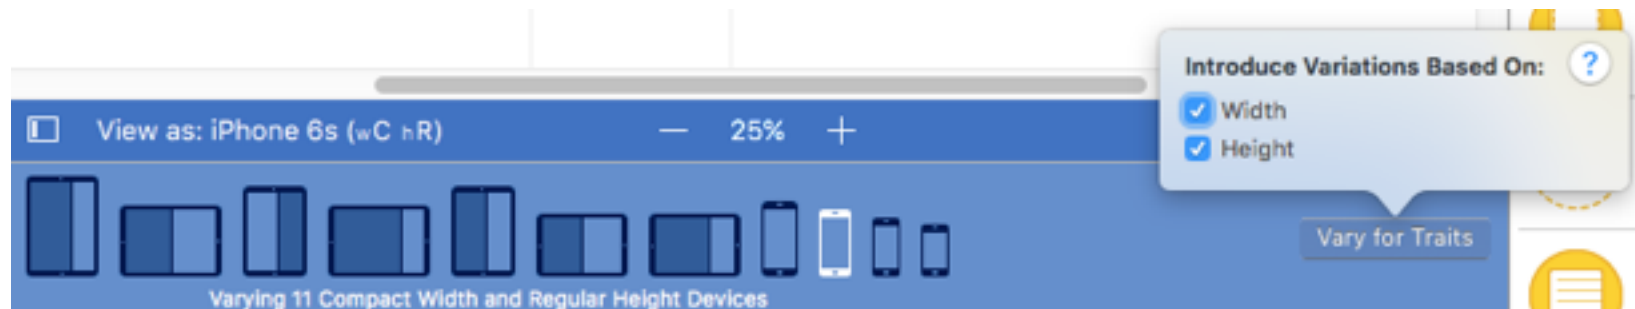 Introduce Variations Based On: ?
Width
Height
View as: iPhone 6s (wC hR) — 25% +
Vary for Traits
Varying 11 Compact Width and Regular Height Devices